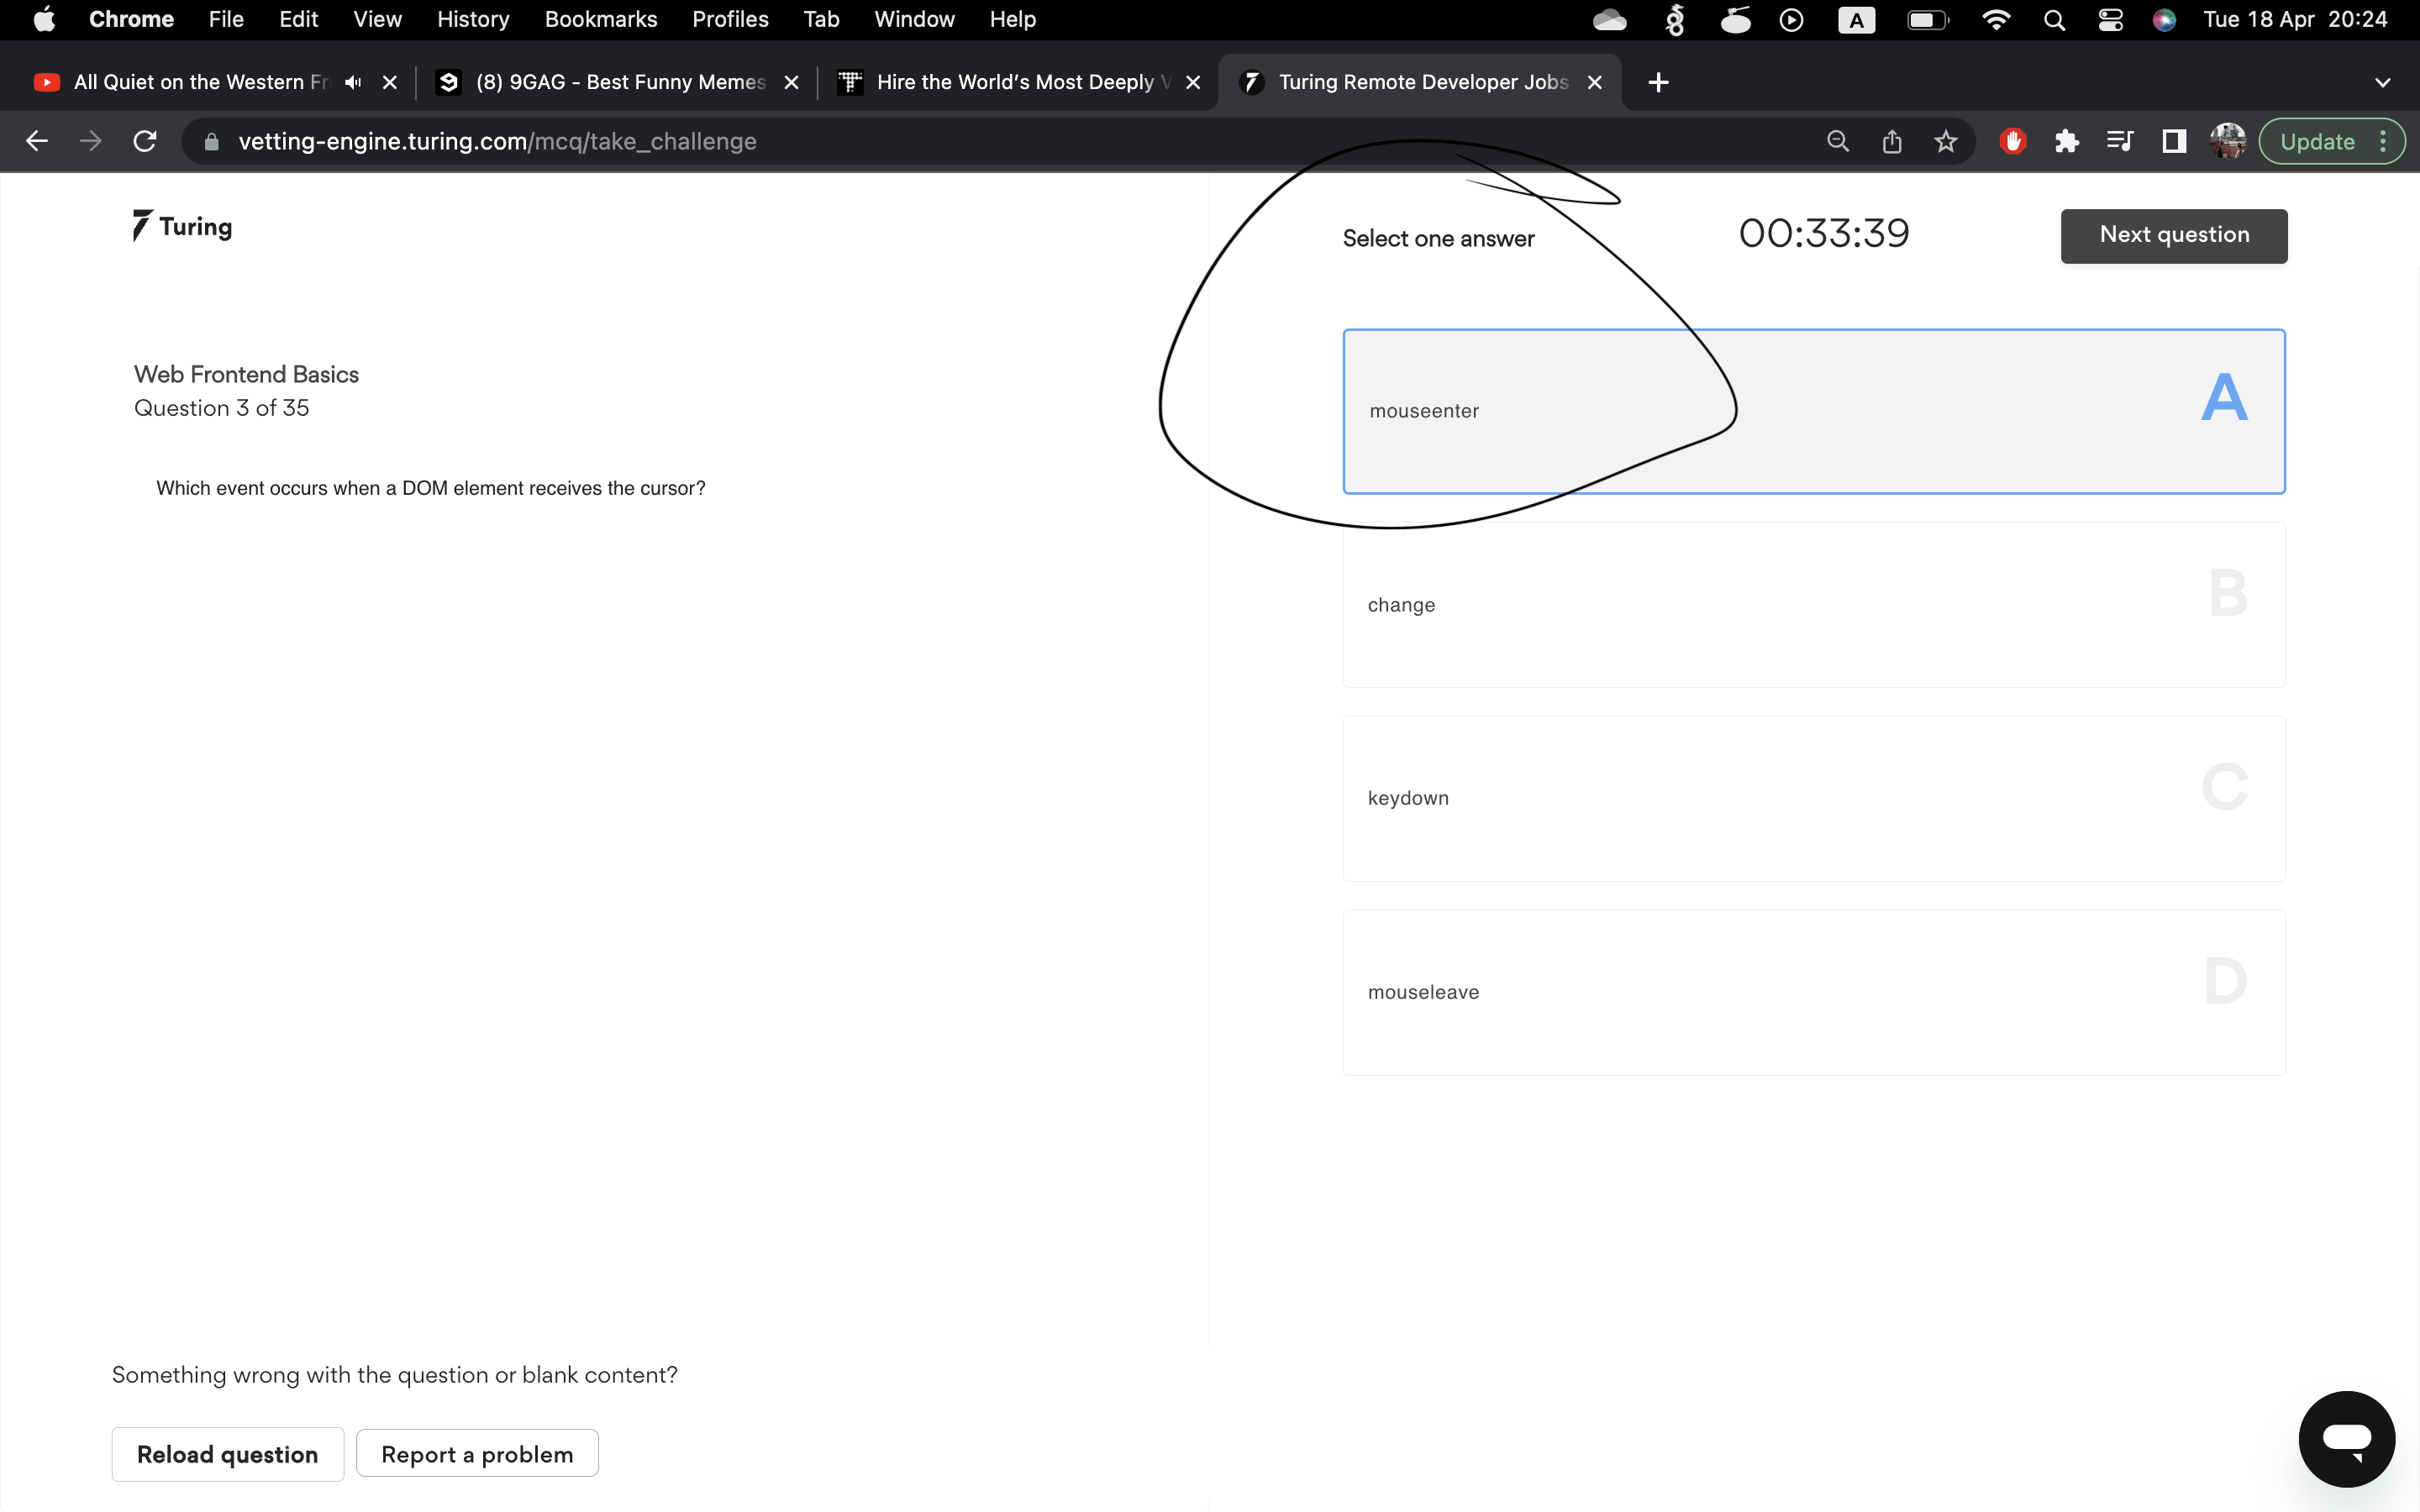 Chrome File Edit View History Bookmarks Profiles Tab Window Help A Tue 18 Apr 20:24
All Quiet on the Western Fr (8) 9GAG - Best Funny Memes Hire the World's Most Deeply V Turing Remote Developer Jobs
vetting-engine.turing.com/mcq/take_challenge Update
Turing
Select one answer 00:33:39 Next question
Web Frontend Basics
Question 3 of 35
Which event occurs when a DOM element receives the cursor?
mouseenter A
change B
keydown C
mouseleave D
Something wrong with the question or blank content?
Reload question Report a problem